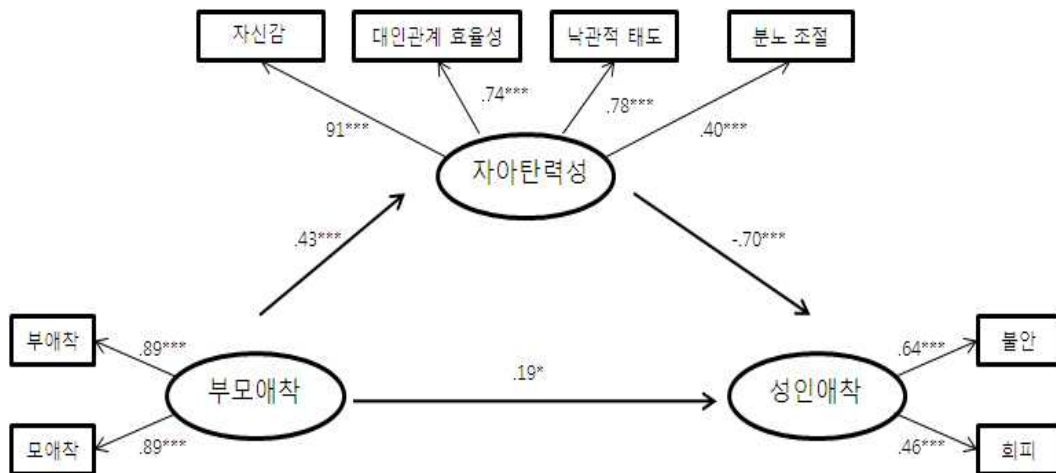 자신감
대인관계 효율성
낙관적 태도
분노 조절
91***
.74***
.78***
.40***
자아탄력성
.43***
-.70***
부애착
.89***
부모애착
모애착
.89***
.19*
성인애착
.64***
불안
.46***
회피